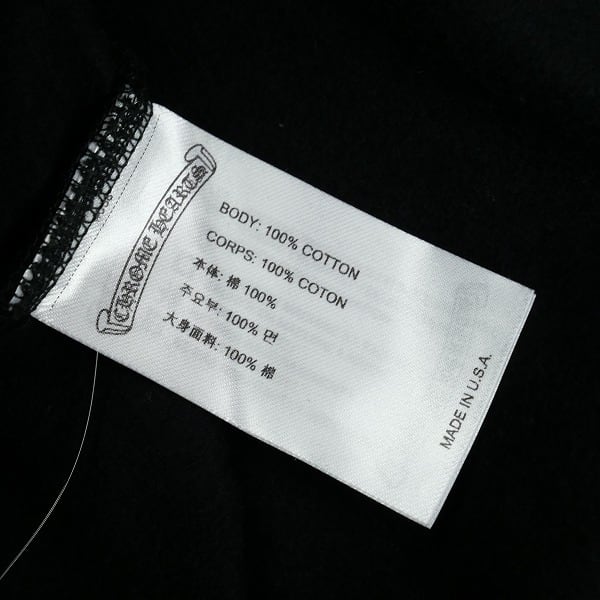 CHROME HEARTS
BODY: 100% COTTON
CORPS: 100% COTON
本体: 棉 100%
주요부: 100% 면
大身面料: 100% 棉
MADE IN U.S.A.